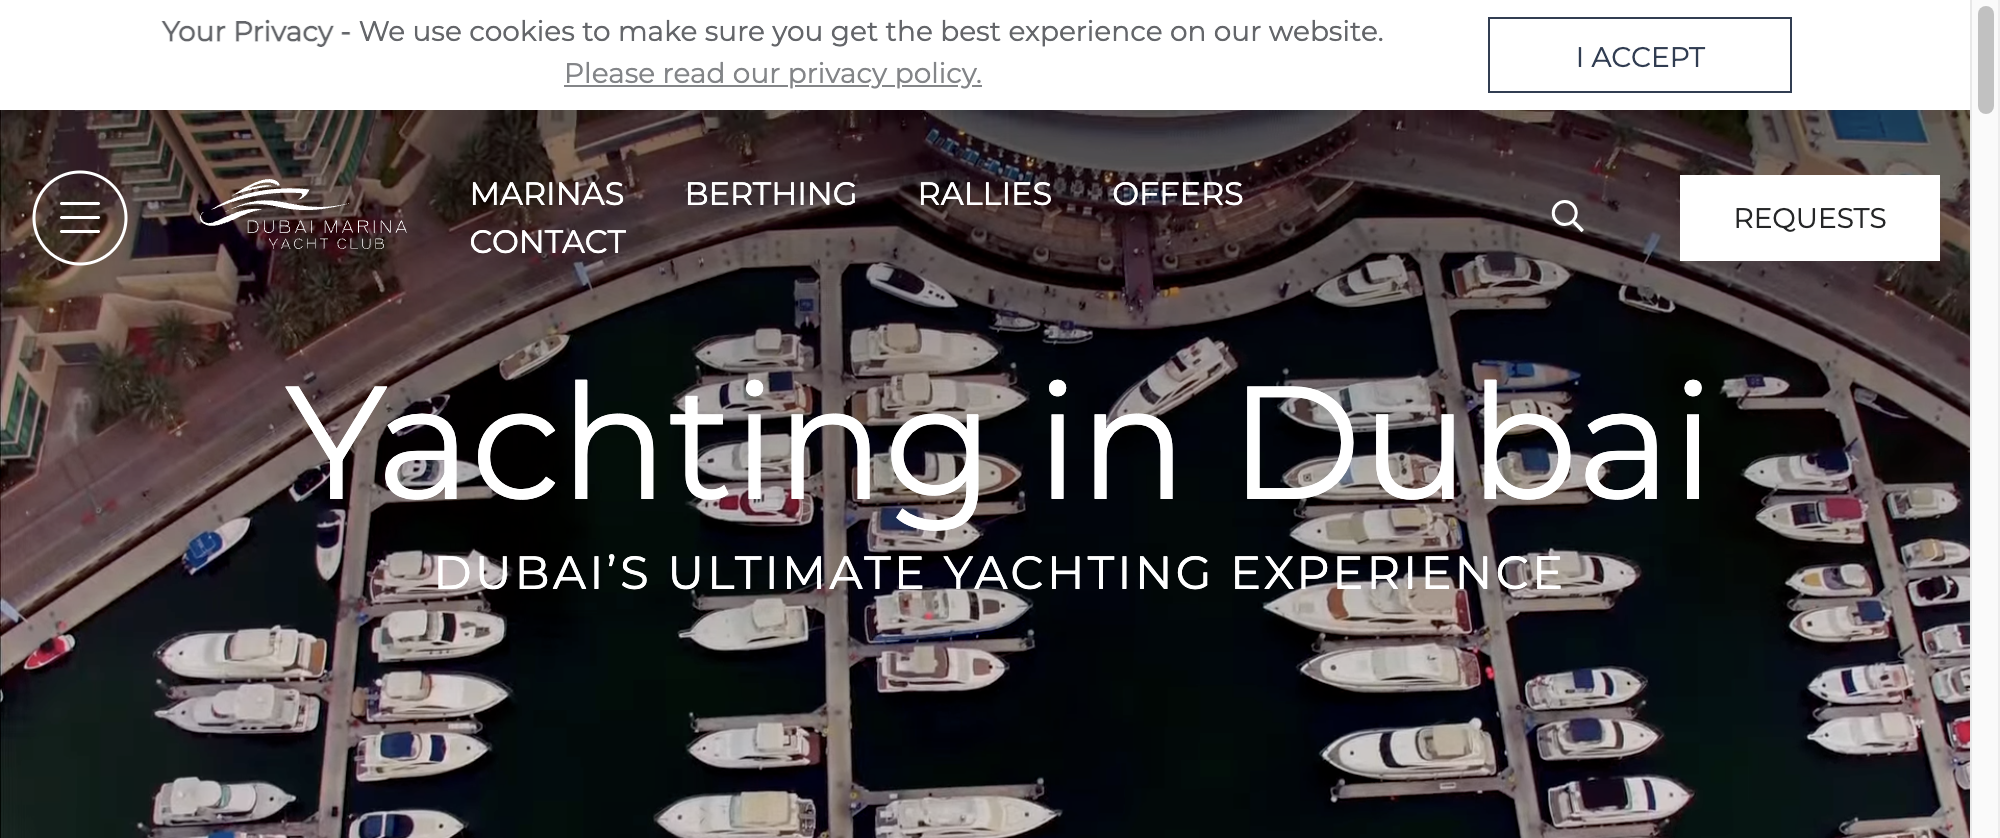 Your Privacy - We use cookies to make sure you get the best experience on our website.
Please read our privacy policy.
I ACCEPT
DUBAI MARINA
YACHT CLUB
MARINAS BERTHING RALLIES OFFERS
CONTACT
REQUESTS
Yachting in Dubai
DUBAI’S ULTIMATE YACHTING EXPERIENCE